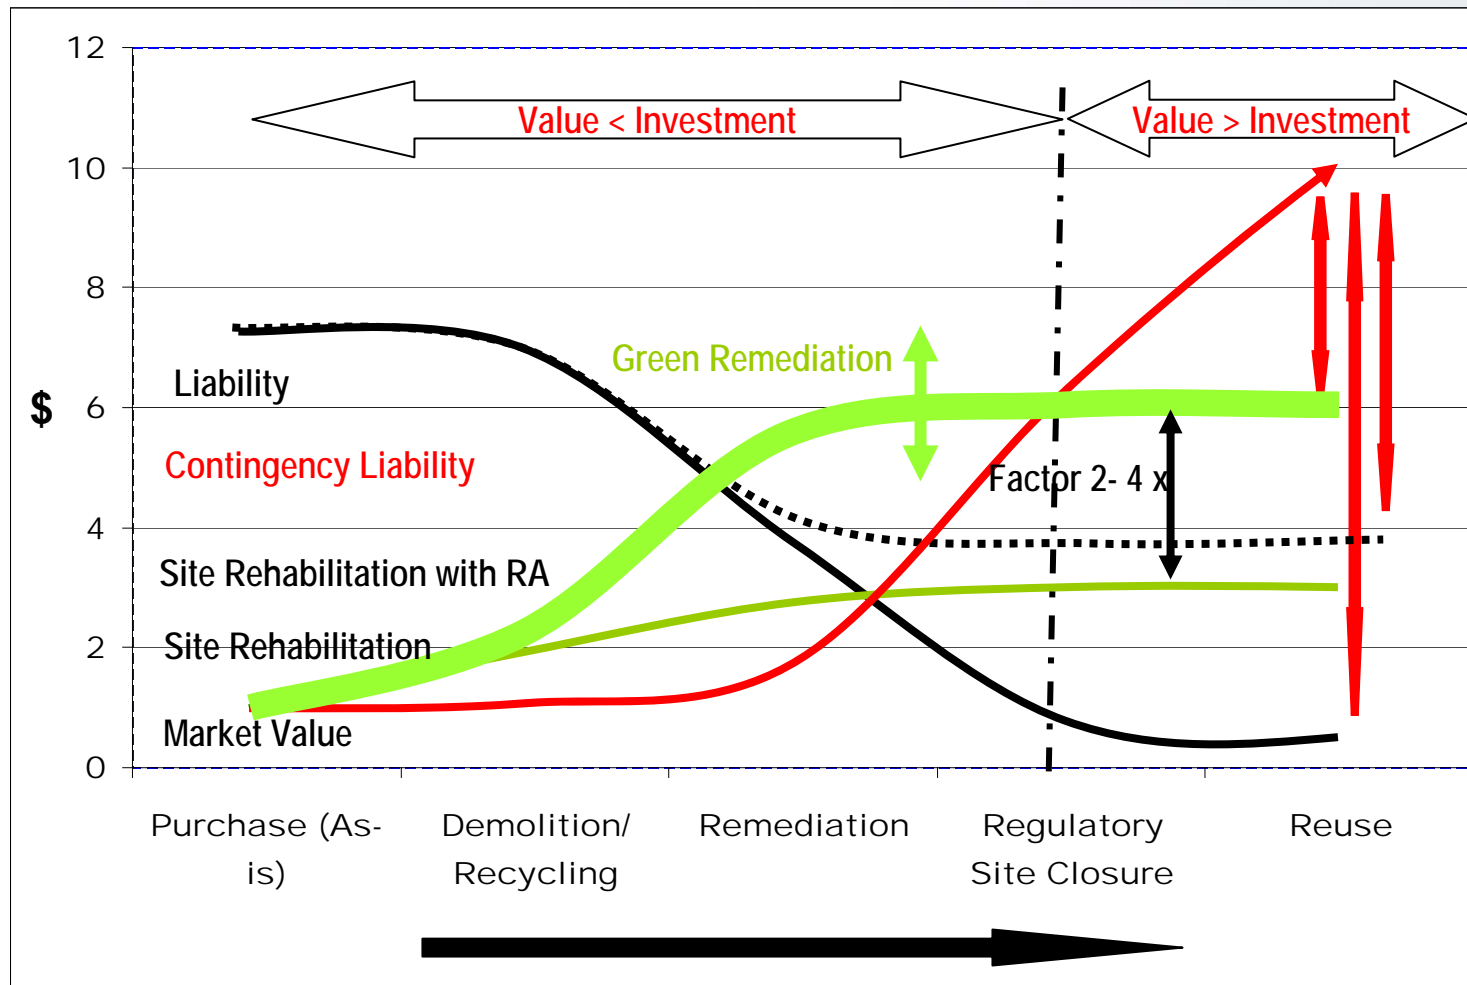 12
Value < Investment
Value > Investment
10
8
Green Remediation
Liability
$
6
Contingency Liability
Factor 2- 4 x
4
Site Rehabilitation with RA
Site Rehabilitation
2
Market Value
0
Purchase (As-
is)
Demolition/
Recycling
Remediation
Regulatory
Site Closure
Reuse